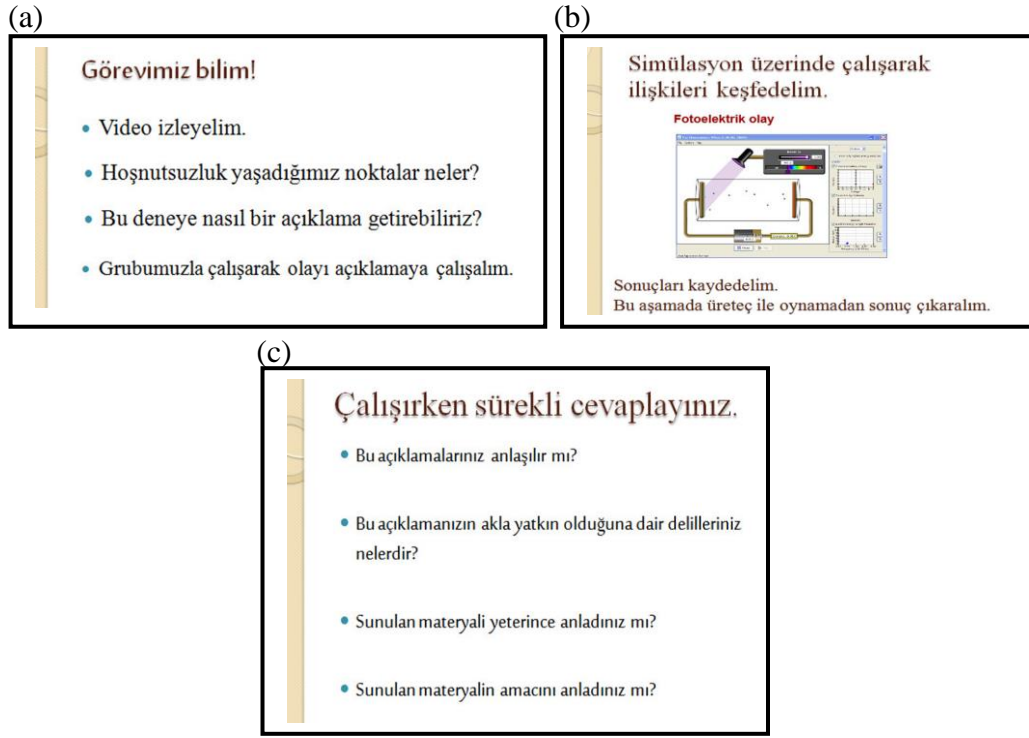 (a)
Görevimiz bilim!
• Video izleyelim.
• Hoşnutsuzluk yaşadığımız noktalar neler?
• Bu deneye nasıl bir açıklama getirebiliriz?
• Grubumuzla çalışarak olayı açıklamaya çalışalım.
(b)
Simülasyon üzerinde çalışarak
ilişkileri keşfedelim.
Fotoelektrik olay
Sonuçları kaydedelim.
Bu aşamada üreteç ile oynamadan sonuç çıkaralım.
(c)
Çalışırken sürekli cevaplayınız.
• Bu açıklamalarınız anlaşılır mı?
• Bu açıklamanızın akla yatkın olduğuna dair delilleriniz
nelerdir?
• Sunulan materyali yeterince anladınız mı?
• Sunulan materyalin amacını anladınız mı?